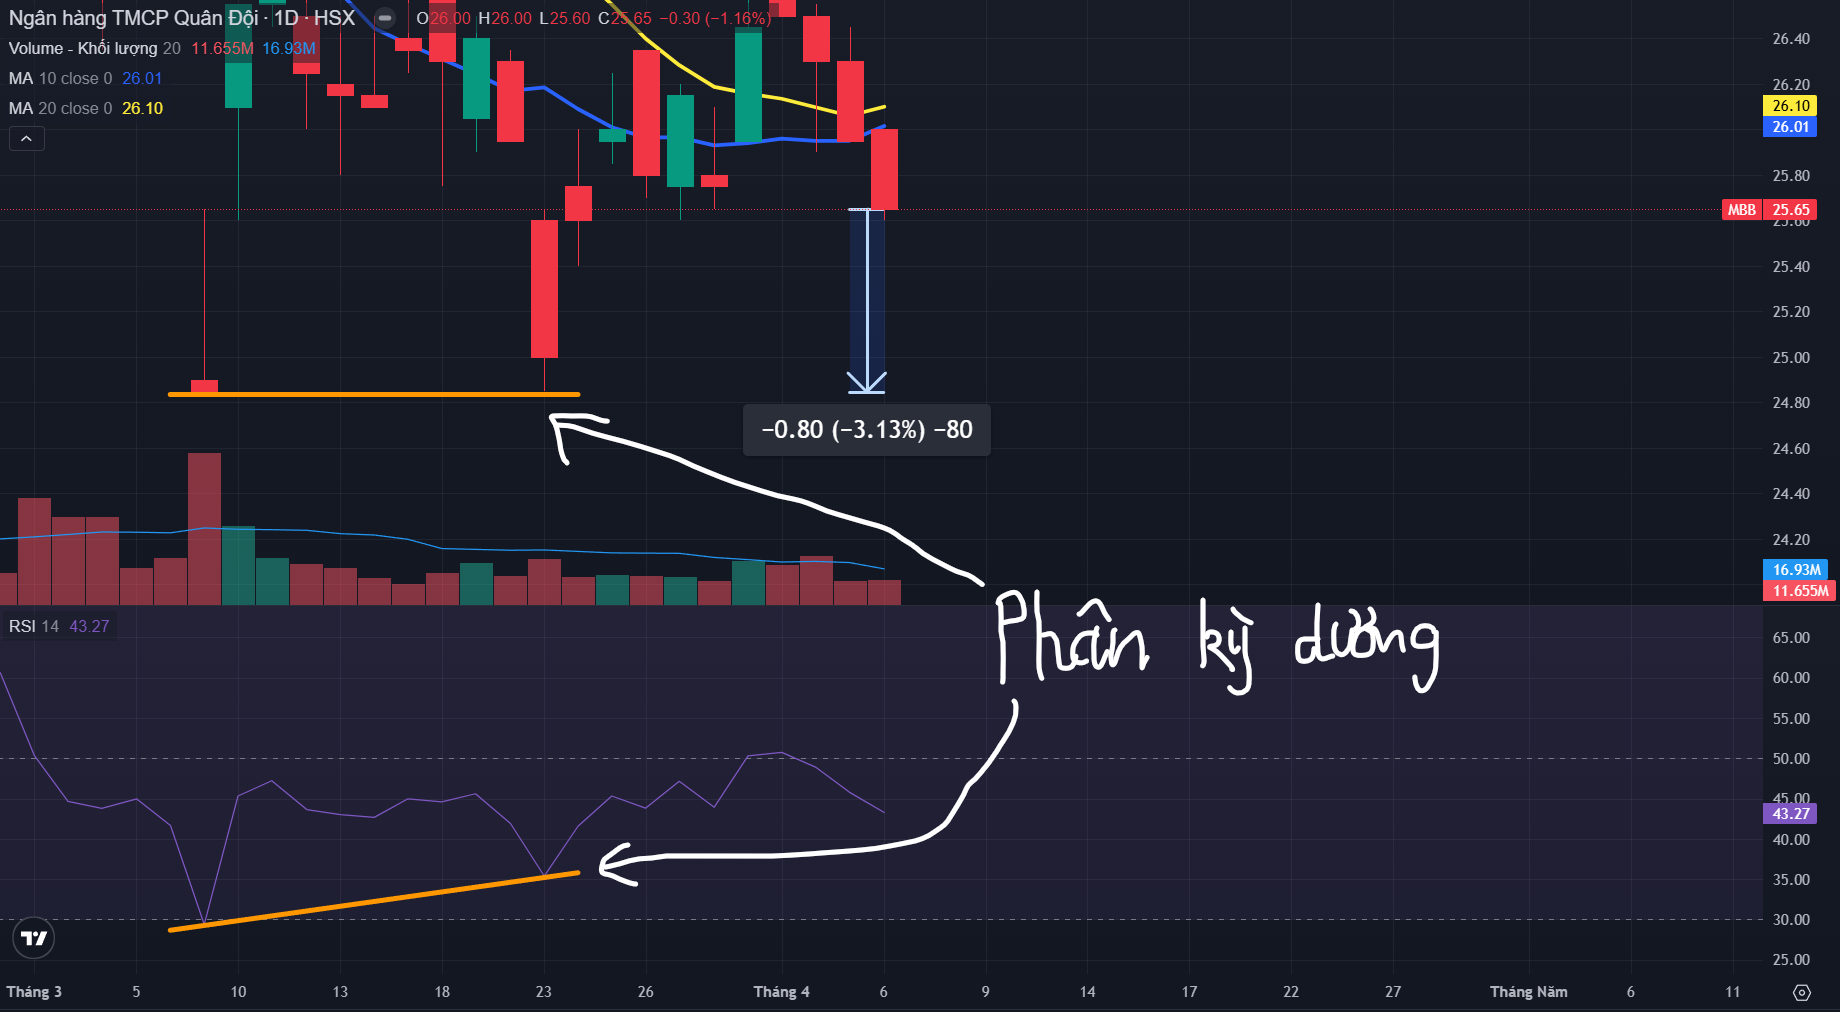 Ngân hàng TMCP Quân Đội · 1D · HSX O26.00 H26.00 L25.60 C25.65 −0.30 (−1.16%)
Volume - Khối lượng 20 11.655M 16.93M
MA 10 close 0 26.01
MA 20 close 0 26.10
26.40
26.20
26.10
26.01
25.80
MBB 25.65
25.60
25.40
25.20
25.00
24.80
−0.80 (−3.13%) −80
24.60
24.40
24.20
16.93M
11.655M
Phân kỳ dương
RSI 14 43.27
65.00
60.00
55.00
50.00
45.00
43.27
40.00
35.00
30.00
25.00
Tháng 3 5 10 13 18 23 26 Tháng 4 6 9 14 17 22 27 Tháng Năm 6 11